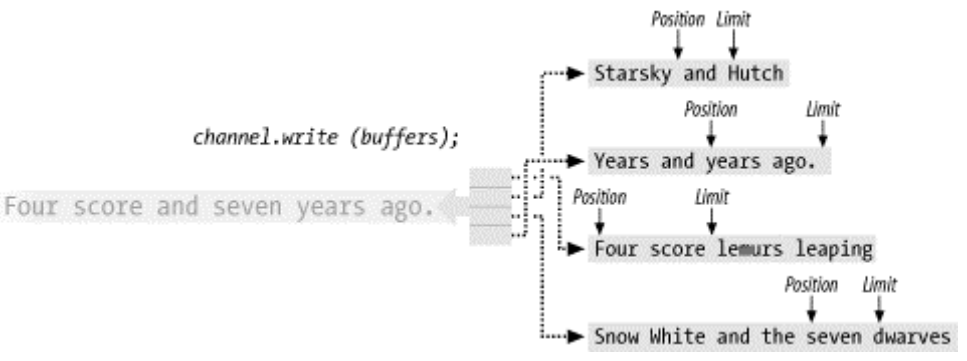 Position Limit
Starsky and Hutch
Position Limit
channel.write (buffers);
Years and years ago.
Position Limit
Four score and seven years ago.
Four score lemurs leaping
Position Limit
Snow White and the seven dwarves